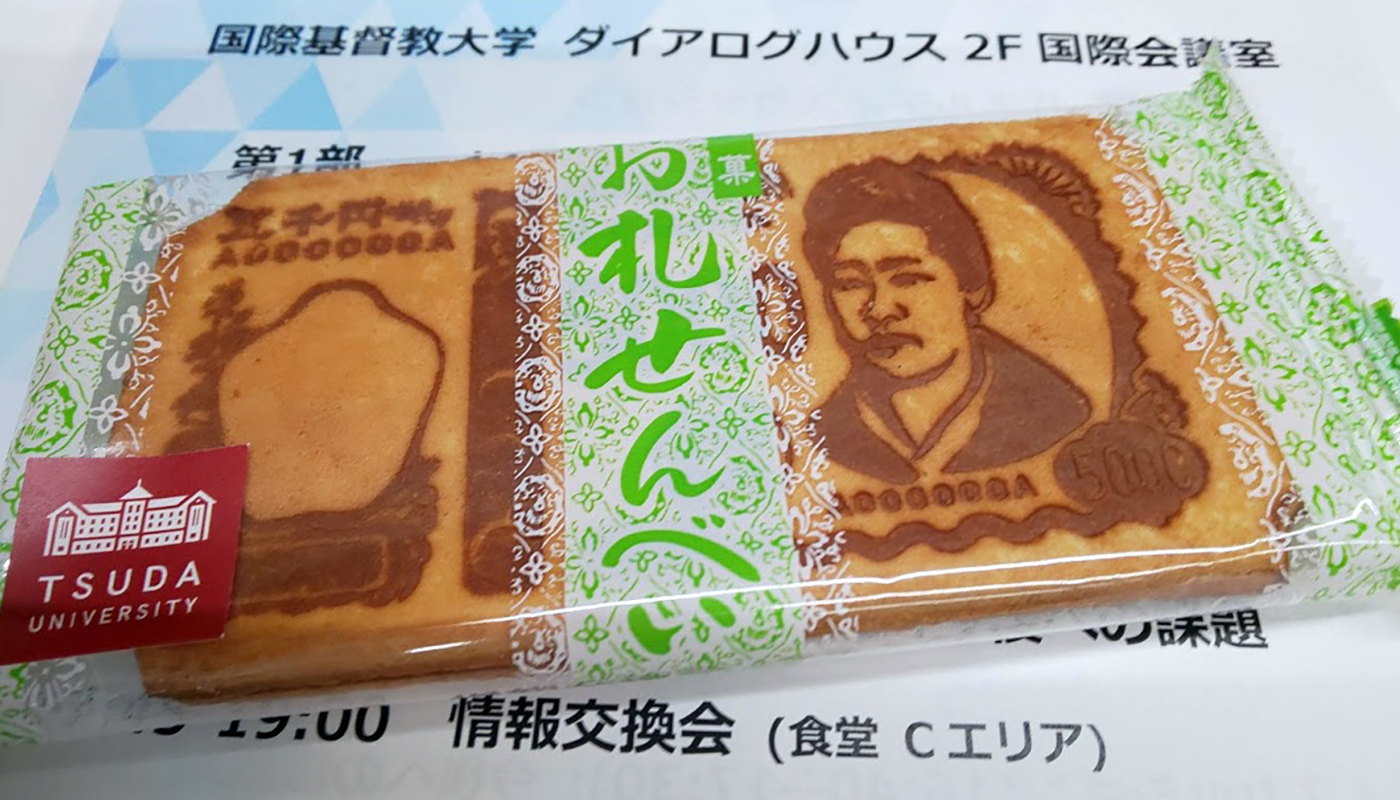 国際基督教大学 ダイアログハウス 2F 国際会議室
第1部
五千円
A000000A
お札せんべい
菓
A000000A
5000
TSUDA
UNIVERSITY
の課題
19:00 情報交換会 (食堂 Cエリア)